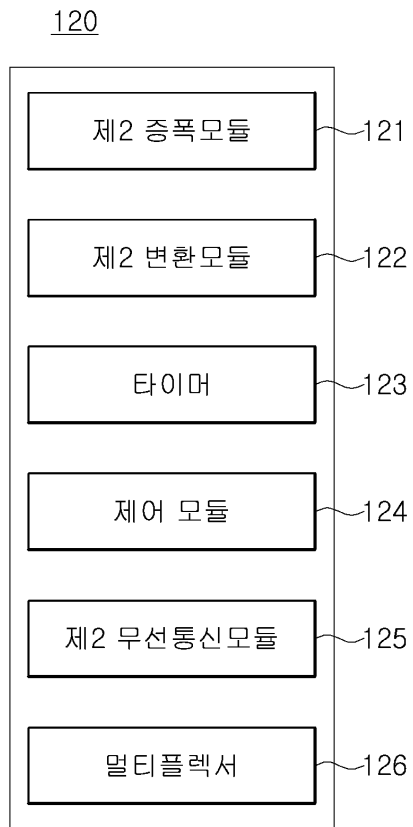 120
제2 증폭모듈 121
제2 변환모듈 122
타이머 123
제어 모듈 124
제2 무선통신모듈 125
멀티플렉서 126